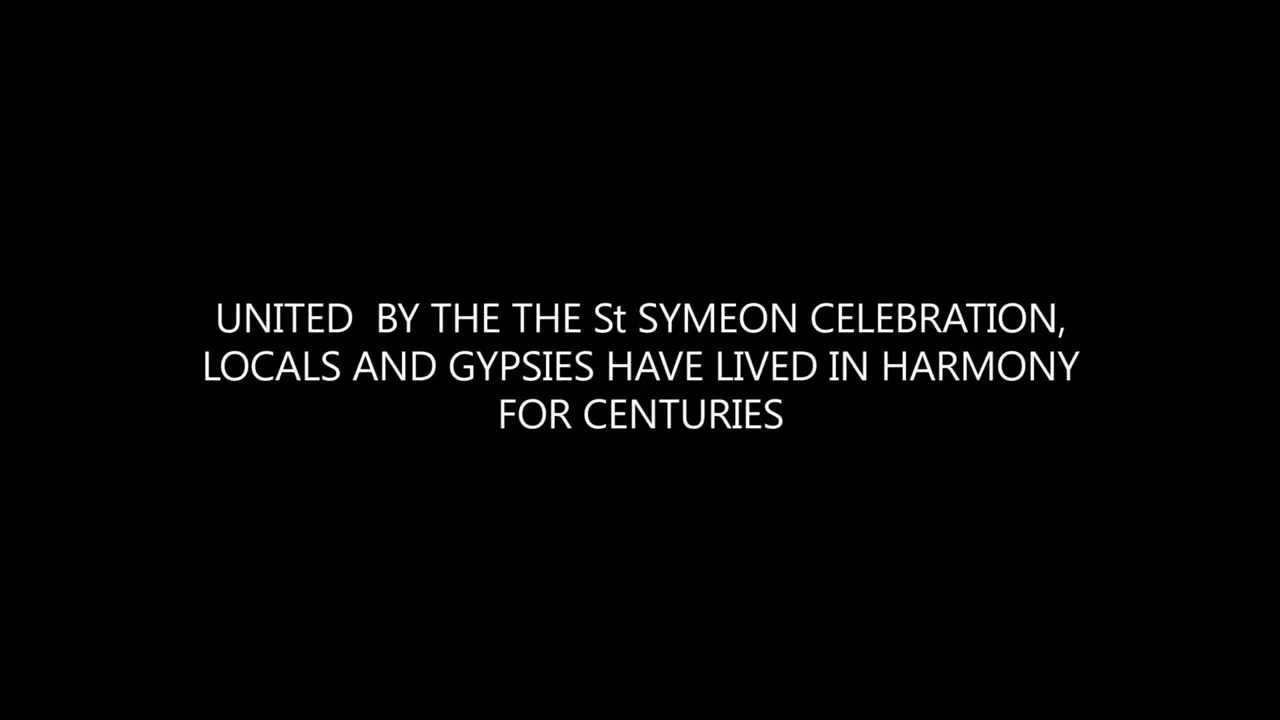 UNITED  BY THE THE St SYMEON CELEBRATION,
LOCALS AND GYPSIES HAVE LIVED IN HARMONY
FOR CENTURIES